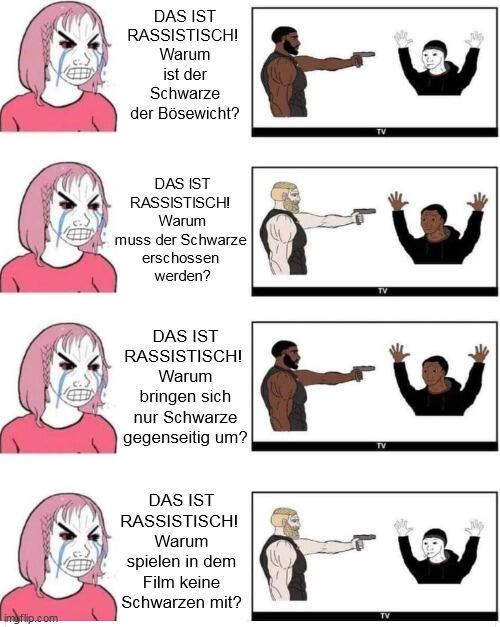 DAS IST
RASSISTISCH!
Warum
ist der
Schwarze
der Bösewicht?
TV
DAS IST
RASSISTISCH!
Warum
muss der Schwarze
erschossen
werden?
TV
DAS IST
RASSISTISCH!
Warum
bringen sich
nur Schwarze
gegenseitig um?
TV
DAS IST
RASSISTISCH!
Warum
spielen in dem
Film keine
Schwarzen mit?
TV
imgflip.com